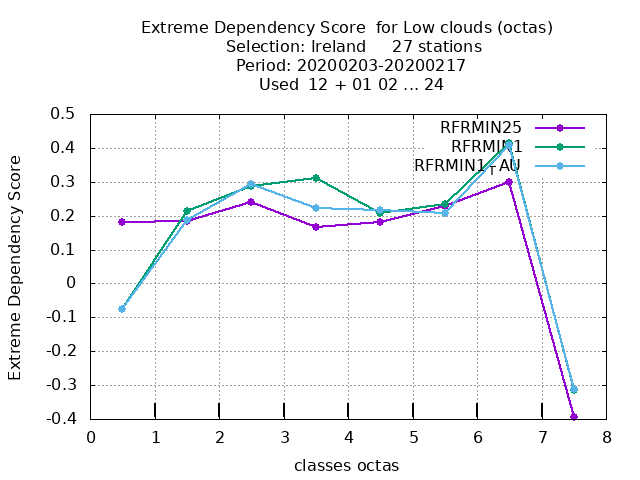 Extreme Dependency Score  for Low clouds (octas)
Selection: Ireland     27 stations
Period: 20200203-20200217
Used  12 + 01 02 ... 24
RFRMIN25
RFRMIN1
RFRMIN1_TAU
Extreme Dependency Score
0.5
0.4
0.3
0.2
0.1
0
-0.1
-0.2
-0.3
-0.4
0 1 2 3 4 5 6 7 8
classes octas